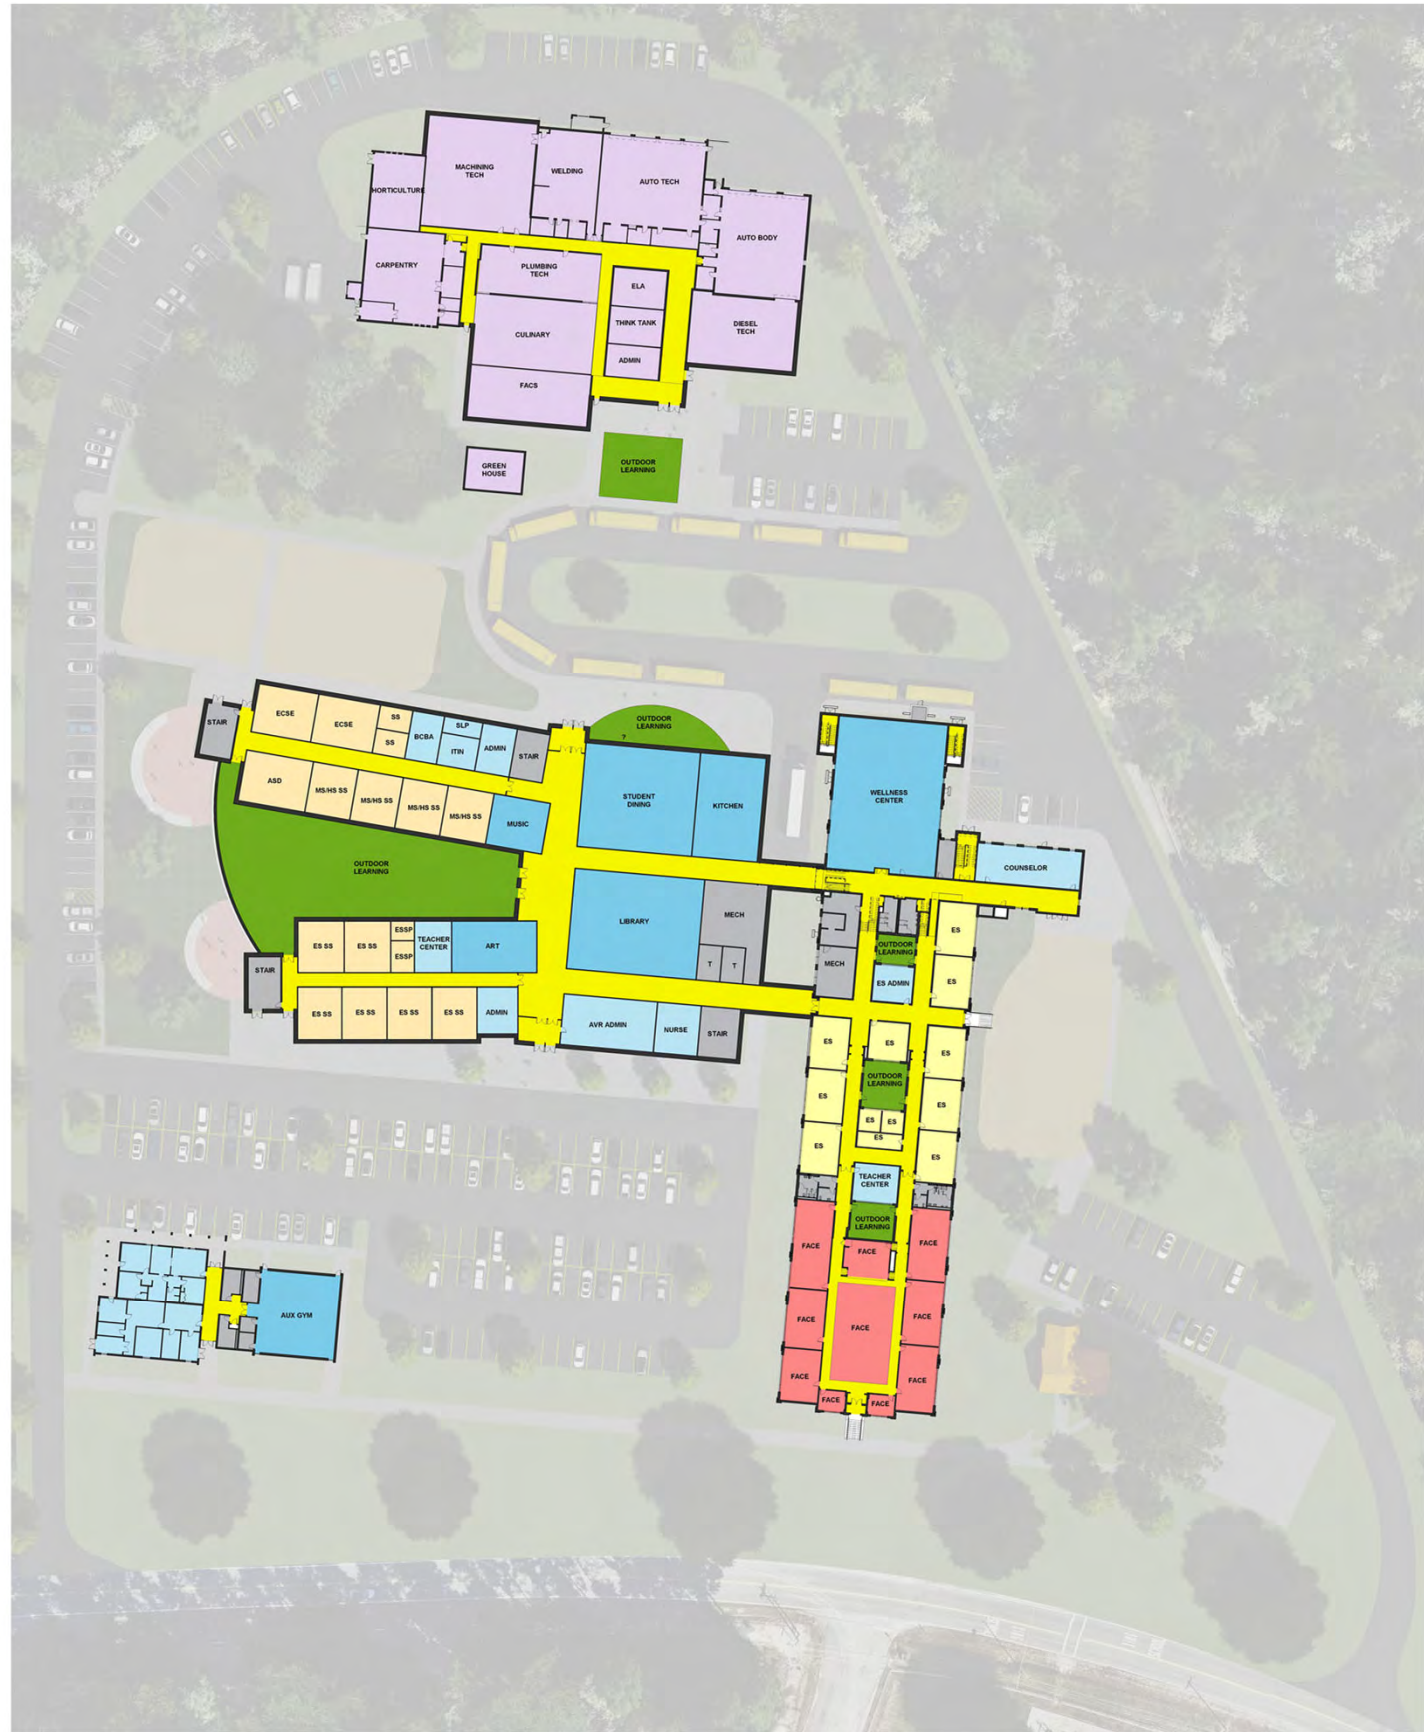 MACHINING
TECH
WELDING
AUTO TECH
HORTICULTURE
AUTO BODY
CARPENTRY
PLUMBING
TECH
ELA
THINK TANK
DIESEL
TECH
CULINARY
ADMIN
FACS
GREEN
HOUSE
OUTDOOR
LEARNING
STAIR
ECSE
ECSE
SS
SS
BCBA
SLP
ITIN
ADMIN
STAIR
OUTDOOR
LEARNING
?
ASD
MS/HS SS
MS/HS SS
MS/HS SS
MS/HS SS
MUSIC
STUDENT
DINING
KITCHEN
WELLNESS
CENTER
COUNSELOR
OUTDOOR
LEARNING
LIBRARY
MECH
T
T
ES SS
ES SS
ESSP
ESSP
TEACHER
CENTER
ART
STAIR
ES SS
ES SS
ES SS
ES SS
ADMIN
AVR ADMIN
NURSE
STAIR
MECH
OUTDOOR
LEARNING
ES ADMIN
ES
ES
ES
ES
ES
OUTDOOR
LEARNING
ES
ES
ES
ES
ES
ES
ES
TEACHER
CENTER
OUTDOOR
LEARNING
FACE
FACE
FACE
FACE
FACE
FACE
FACE
FACE
FACE
FACE
AUX GYM